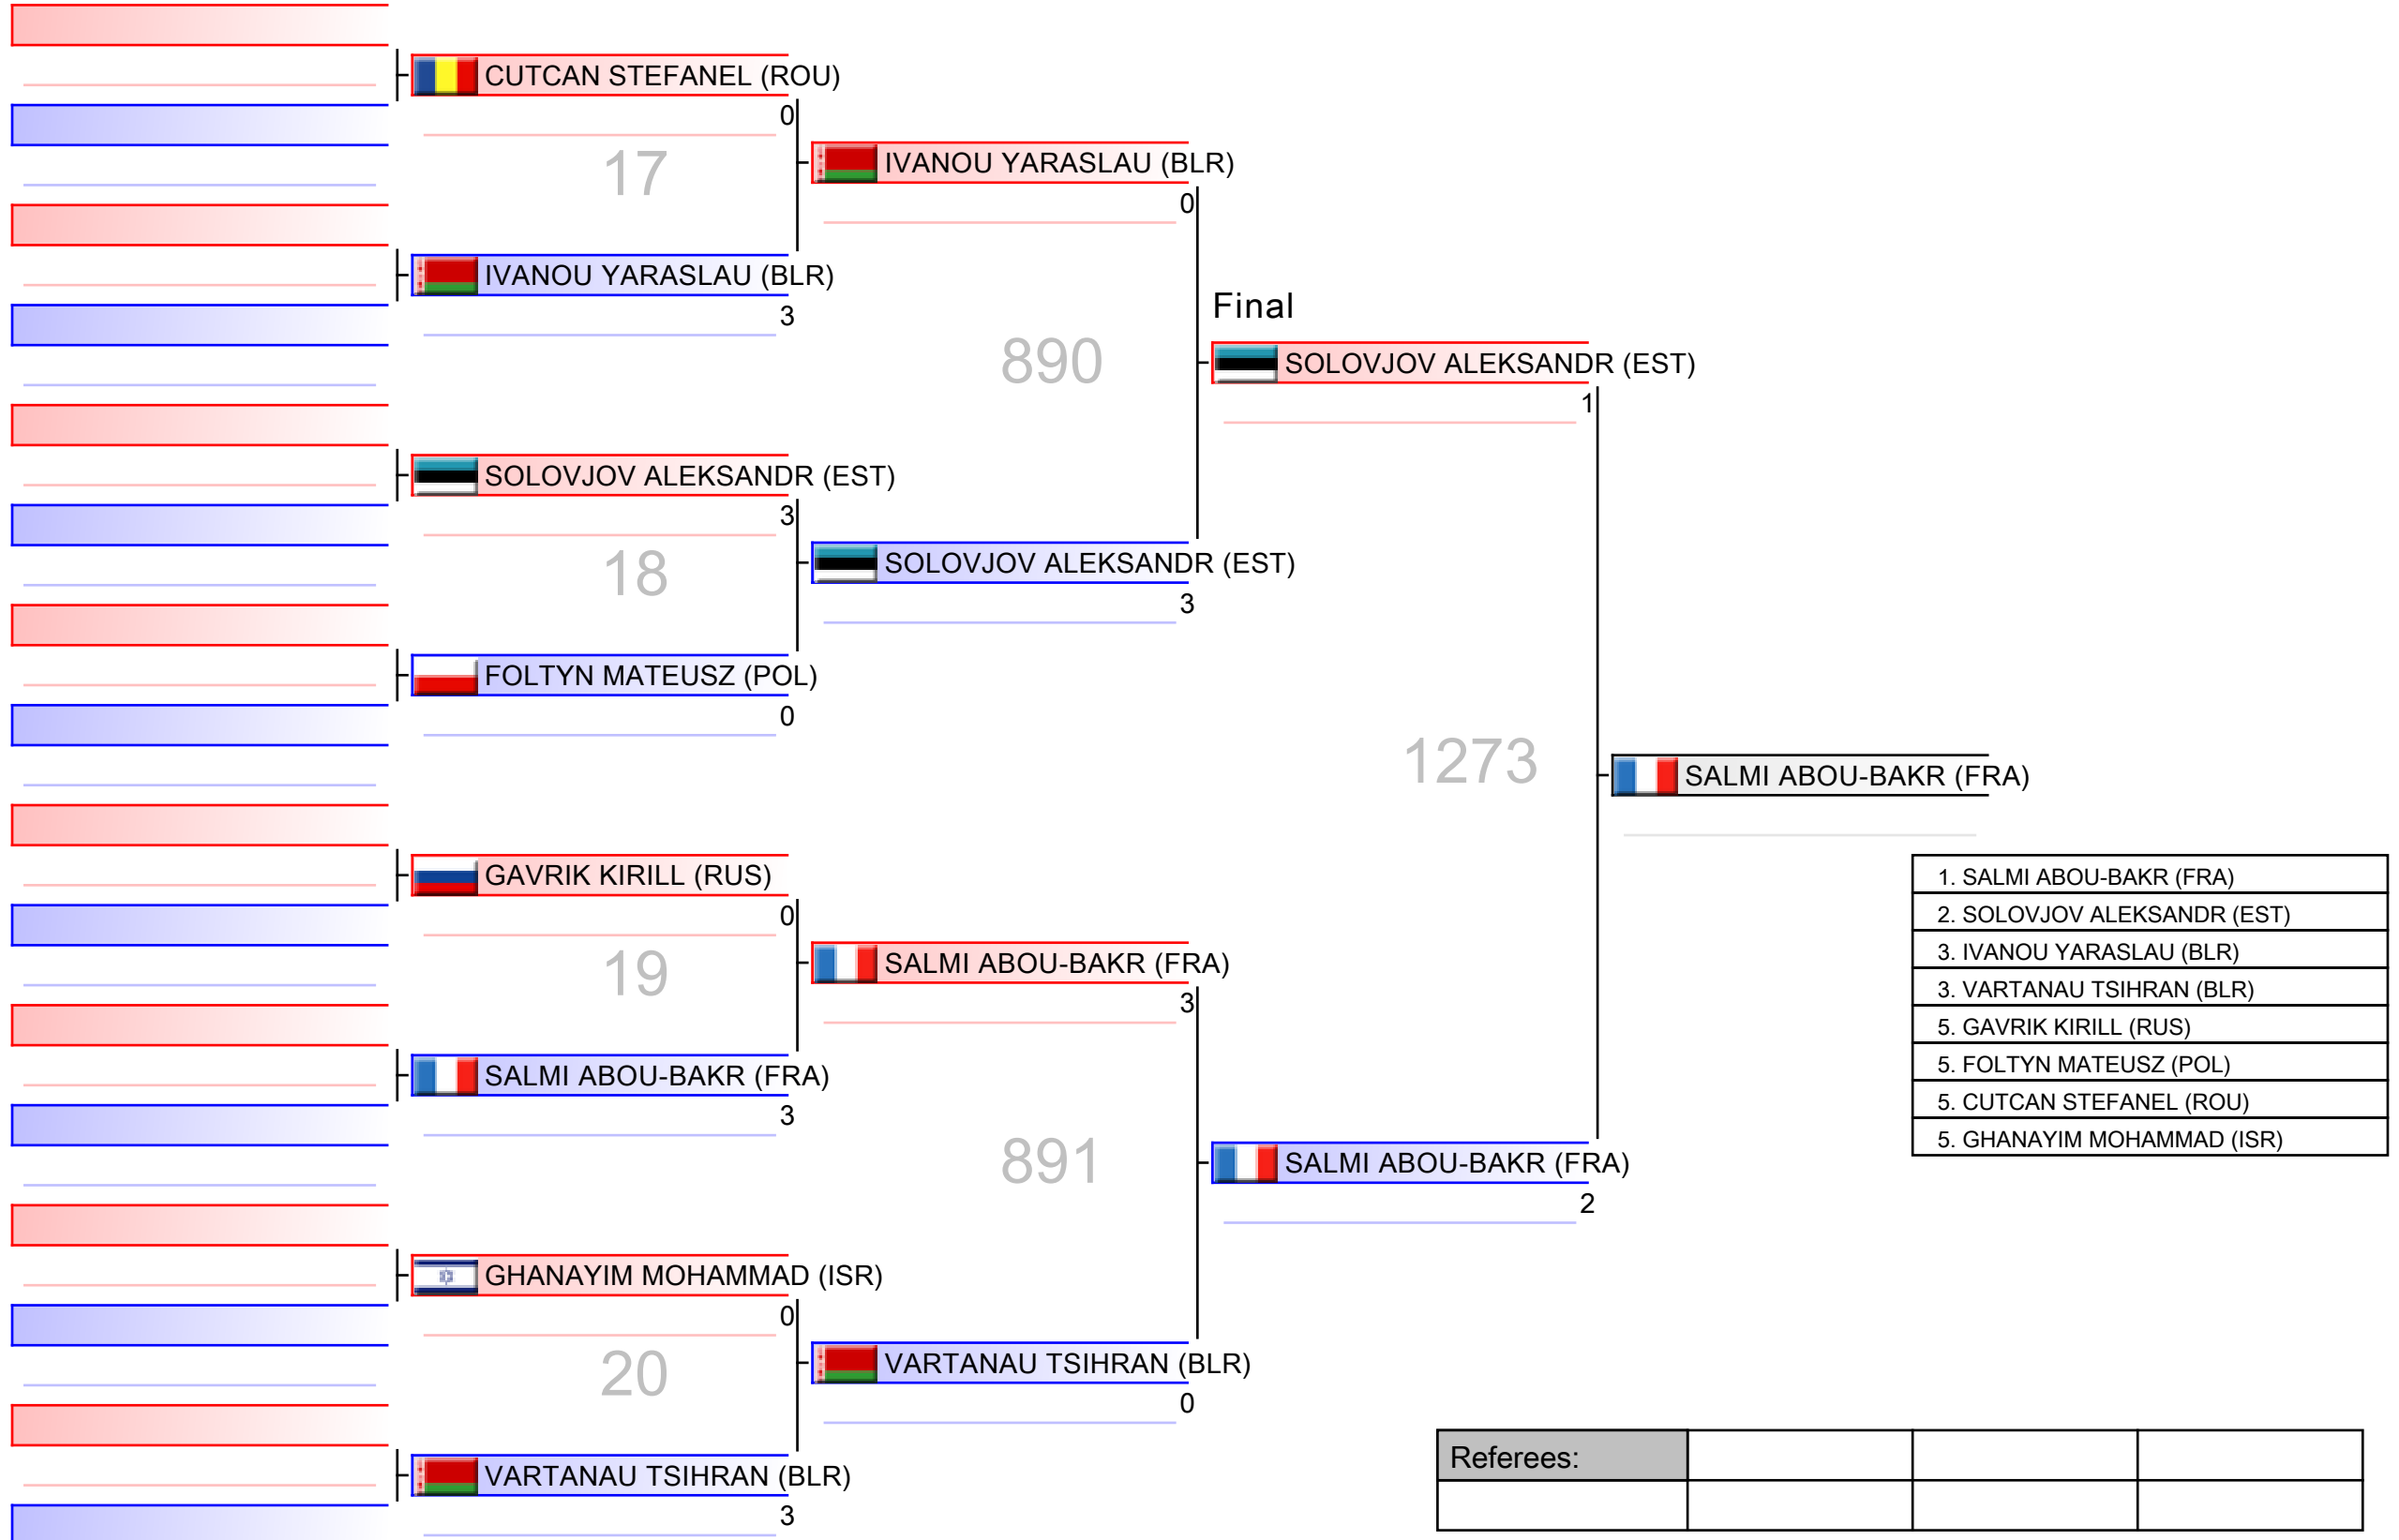 CUTCAN STEFANEL (ROU)
0
17
IVANOU YARASLAU (BLR)
3
SOLOVJOV ALEKSANDR (EST)
3
18
FOLTYN MATEUSZ (POL)
0
GAVRIK KIRILL (RUS)
0
19
SALMI ABOU-BAKR (FRA)
3
GHANAYIM MOHAMMAD (ISR)
0
20
VARTANAU TSIHRAN (BLR)
3
IVANOU YARASLAU (BLR)
0
890
SOLOVJOV ALEKSANDR (EST)
3
SALMI ABOU-BAKR (FRA)
3
891
VARTANAU TSIHRAN (BLR)
0
Final
SOLOVJOV ALEKSANDR (EST)
1
1273
SALMI ABOU-BAKR (FRA)
2
SALMI ABOU-BAKR (FRA)
1. SALMI ABOU-BAKR (FRA)
2. SOLOVJOV ALEKSANDR (EST)
3. IVANOU YARASLAU (BLR)
3. VARTANAU TSIHRAN (BLR)
5. GAVRIK KIRILL (RUS)
5. FOLTYN MATEUSZ (POL)
5. CUTCAN STEFANEL (ROU)
5. GHANAYIM MOHAMMAD (ISR)
Referees: